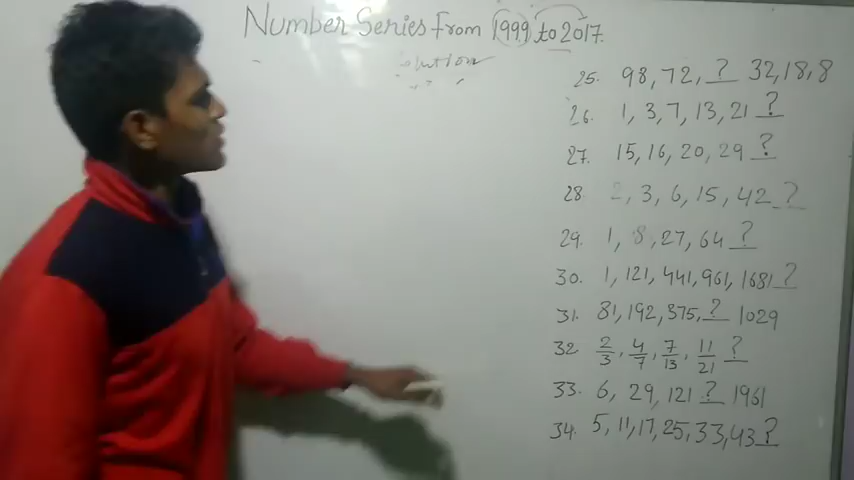 Number Series From 1999 to 2017.
25. 98, 72, ? 32, 18, 8
26. 1, 3, 7, 13, 21 ?
27. 15, 16, 20, 29 ?
28 2, 3, 6, 15, 42 ?
29. 1, 8, 27, 64 ?
30. 1, 121, 441, 961, 1681 ?
31. 81, 192, 375, ? 1029
32 2/3, 4/7, 7/13, 11/21 ?
33. 6, 29, 121 ? 1961
34. 5, 11, 17, 25, 33, 43 ?